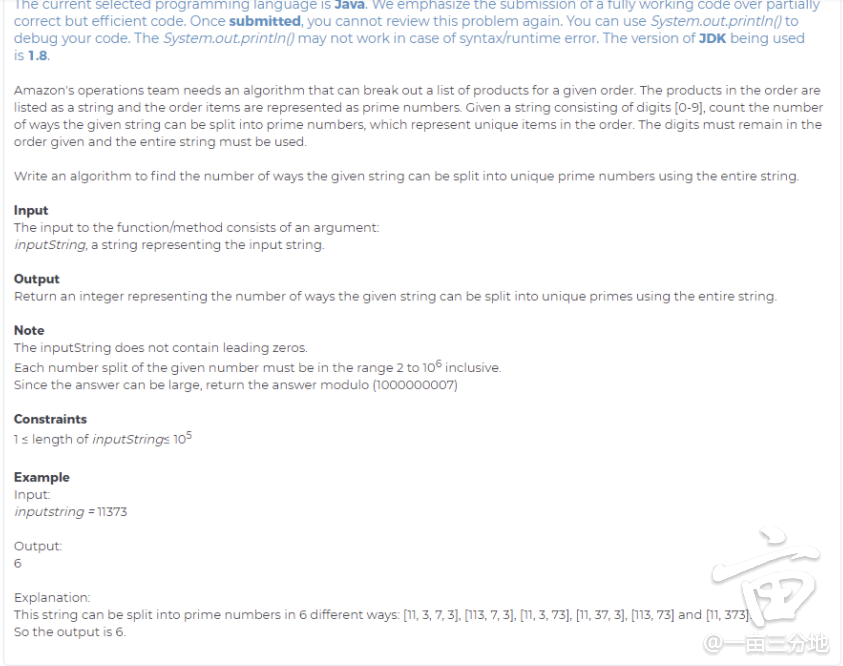 The current selected programming language is Java. We emphasize the submission of a fully working code over partially
correct but efficient code. Once submitted, you cannot review this problem again. You can use System.out.println() to
debug your code. The System.out.println() may not work in case of syntax/runtime error. The version of JDK being used
is 1.8.
Amazon's operations team needs an algorithm that can break out a list of products for a given order. The products in the order are
listed as a string and the order items are represented as prime numbers. Given a string consisting of digits [0-9], count the number
of ways the given string can be split into prime numbers, which represent unique items in the order. The digits must remain in the
order given and the entire string must be used.
Write an algorithm to find the number of ways the given string can be split into unique prime numbers using the entire string.
Input
The input to the function/method consists of an argument:
inputString, a string representing the input string.
Output
Return an integer representing the number of ways the given string can be split into unique primes using the entire string.
Note
The inputString does not contain leading zeros.
Each number split of the given number must be in the range 2 to 10⁶ inclusive.
Since the answer can be large, return the answer modulo (1000000007)
Constraints
1 ≤ length of inputString≤ 10⁵
Example
Input:
inputstring = 11373
Output:
6
Explanation:
This string can be split into prime numbers in 6 different ways: [11, 3, 7, 3], [113, 7, 3], [11, 3, 73], [11, 37, 3], [113, 73] and [11, 373].
So the output is 6.
亩
@一亩三分地